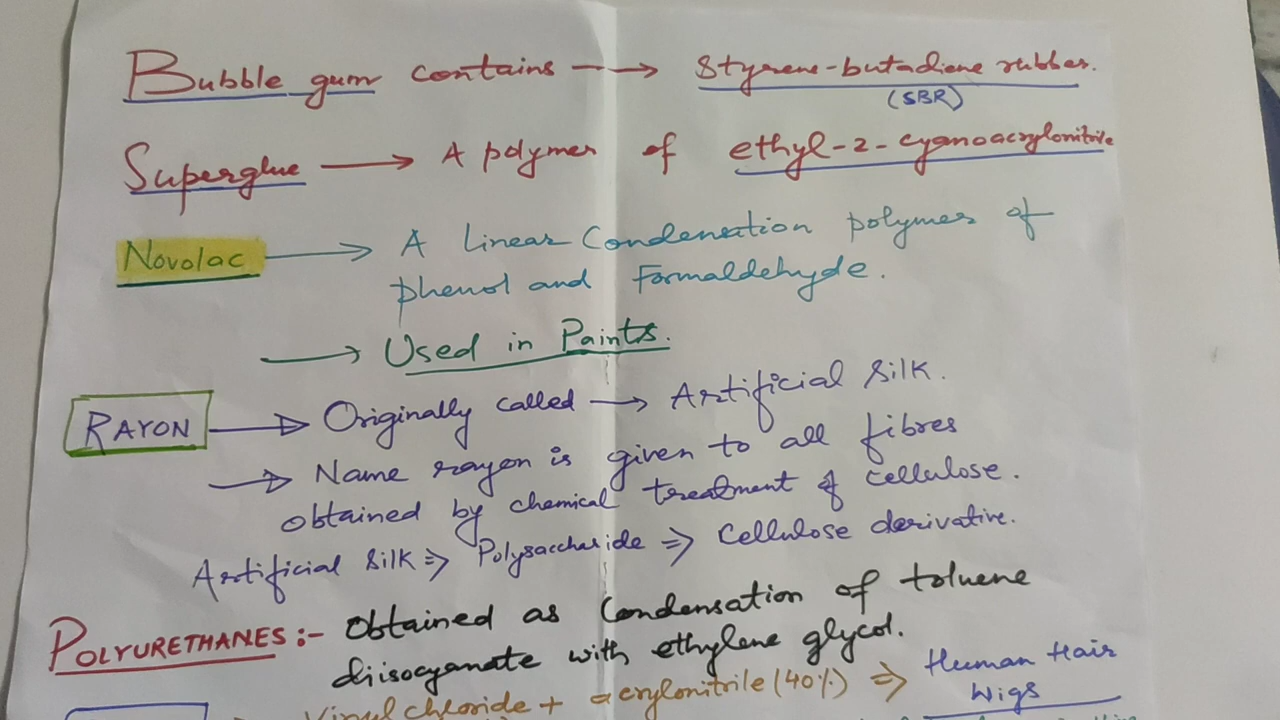 Bubble gum contains → Styrene-butadiene rubber.
(SBR)
Superglue → A polymer of ethyl-2-cyanoacrylonitrile
Novolac → A Linear Condensation polymer of
phenol and Formaldehyde.
→ Used in Paints.
RAYON → Originally called → Artificial Silk.
→ Name rayon is given to all fibres
obtained by chemical treatment of cellulose.
Artificial Silk ⇒ Polysaccharide ⇒ Cellulose derivative.
POLYURETHANES:- Obtained as Condensation of toluene
diisocyanate with ethylene glycol.
Vinyl chloride + acrylonitrile (40%) ⇒ Human Hair
Wigs